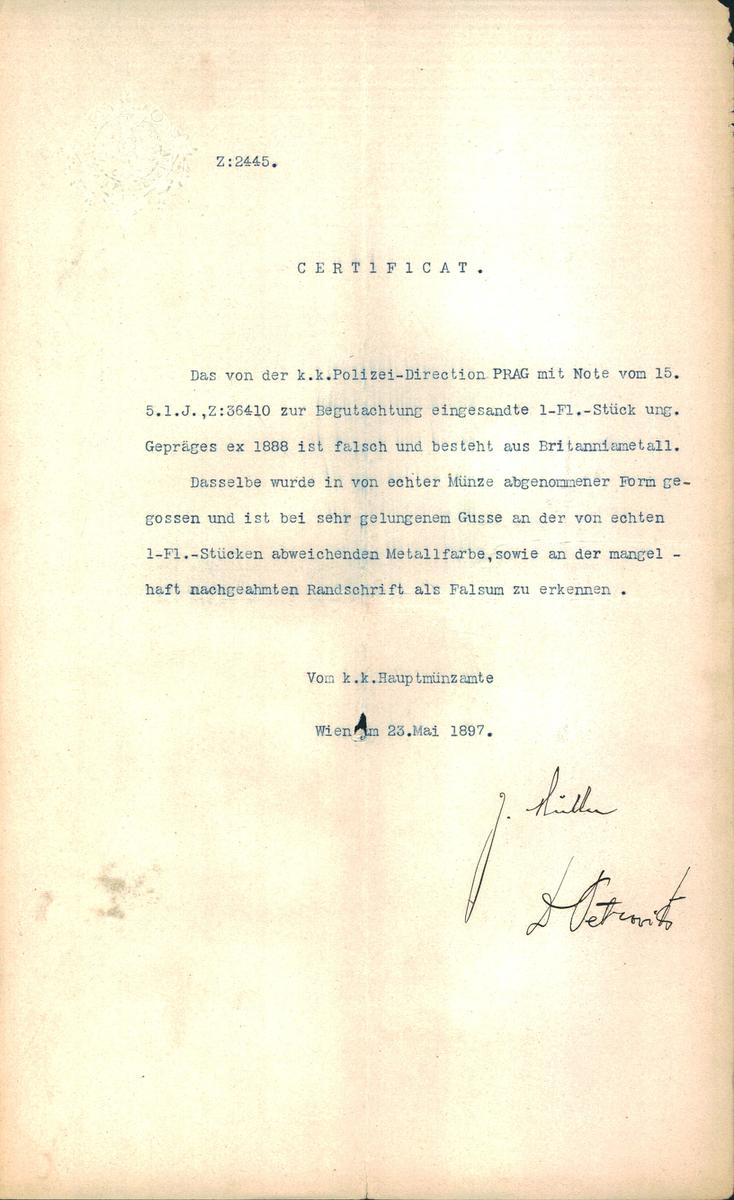 Z:2445.
CERT1F1CAT.
Das von der k.k.Polizei-Direction PRAG mit Note vom 15.
5.l.J.,Z:36410 zur Begutachtung eingesandte 1-Fl.-Stück ung.
Gepräges ex 1888 ist falsch und besteht aus Britanniametall.
Dasselbe wurde in von echter Münze abgenommener Form ge-
gossen und ist bei sehr gelungenem Gusse an der von echten
1-Fl.-Stücken abweichenden Metallfarbe,sowie an der mangel -
haft nachgeahmten Randschrift als Falsum zu erkennen .
Vom k.k.Hauptmünzamte
Wien am 23.Mai 1897.
J. Müller
D Petrovits